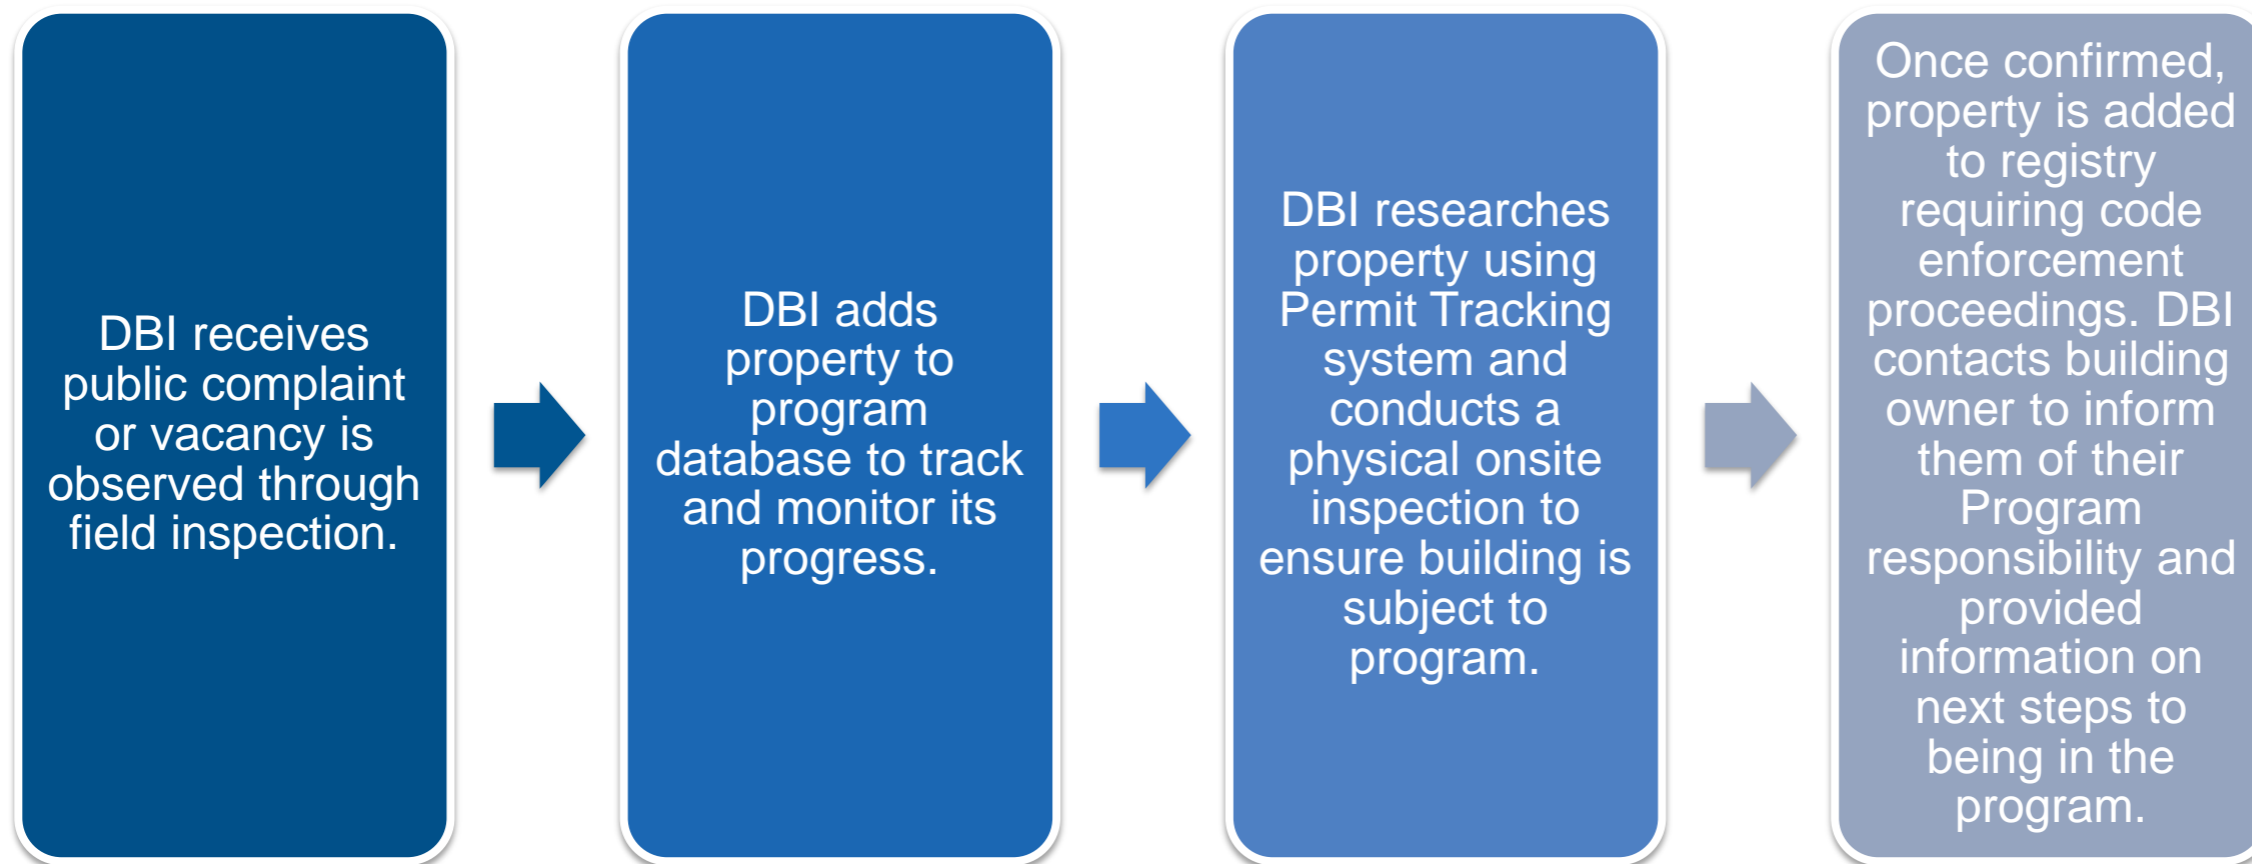 DBI receives
public complaint
or vacancy is
observed through
field inspection.
DBI adds
property to
program
database to track
and monitor its
progress.
DBI researches
property using
Permit Tracking
system and
conducts a
physical onsite
inspection to
ensure building is
subject to
program.
Once confirmed,
property is added
to registry
requiring code
enforcement
proceedings. DBI
contacts building
owner to inform
them of their
Program
responsibility and
provided
information on
next steps to
being in the
program.